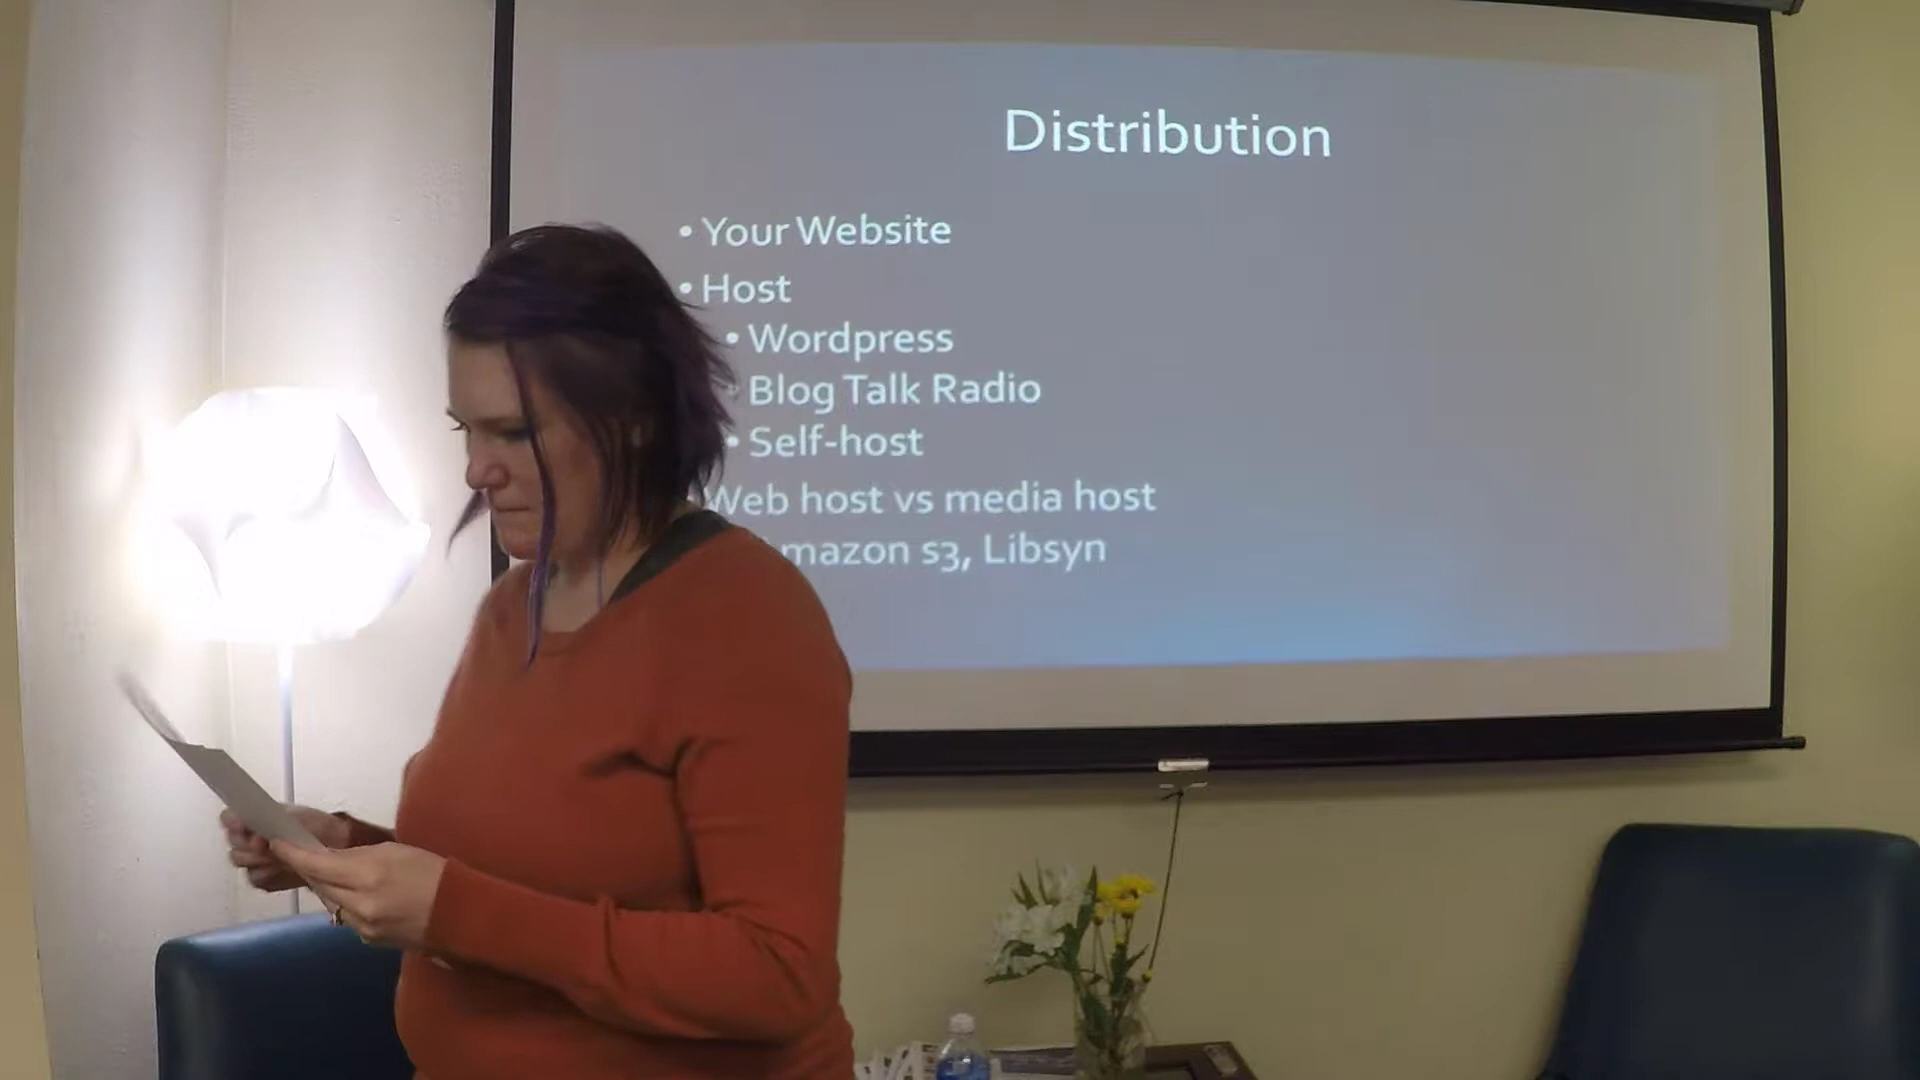 Distribution
• Your Website
• Host
• Wordpress
• Blog Talk Radio
• Self-host
Web host vs media host
mazon s3, Libsyn